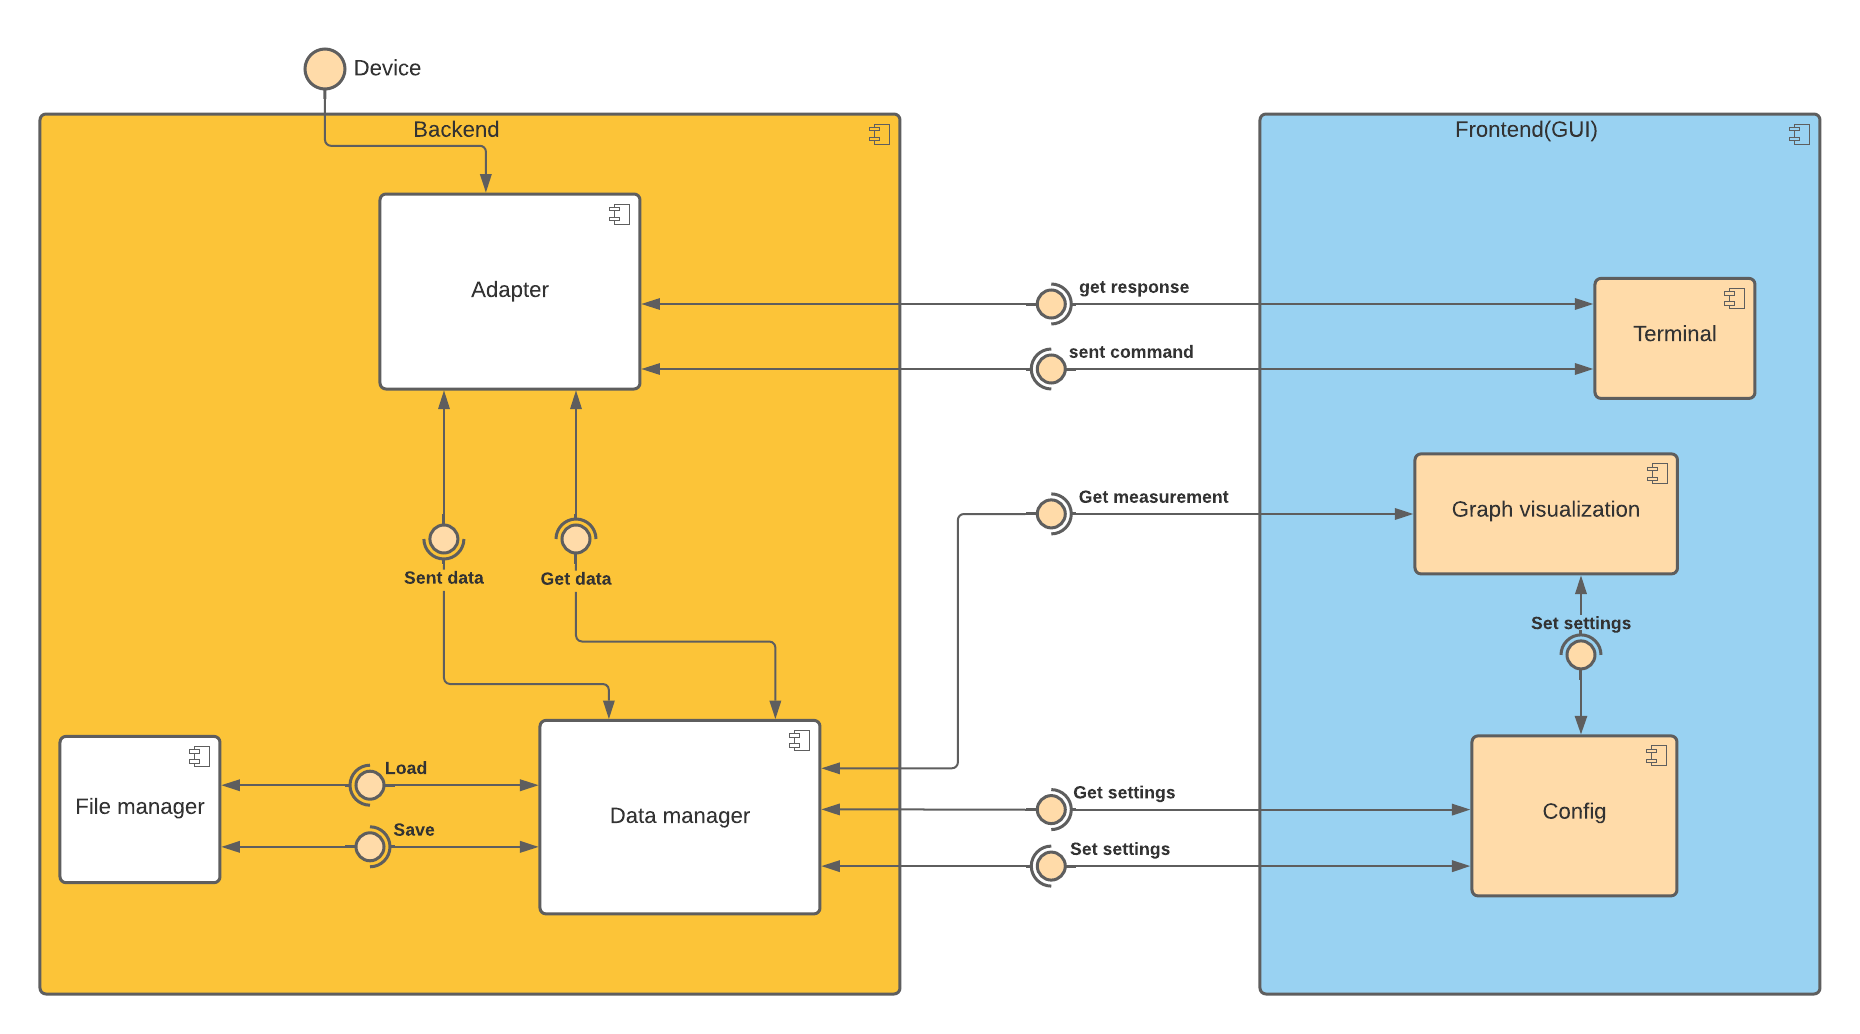 Device
Backend
Frontend(GUI)
Adapter
get response
Terminal
sent command
Get measurement
Graph visualization
Sent data
Get data
Set settings
Load
File manager
Save
Data manager
Get settings
Config
Set settings